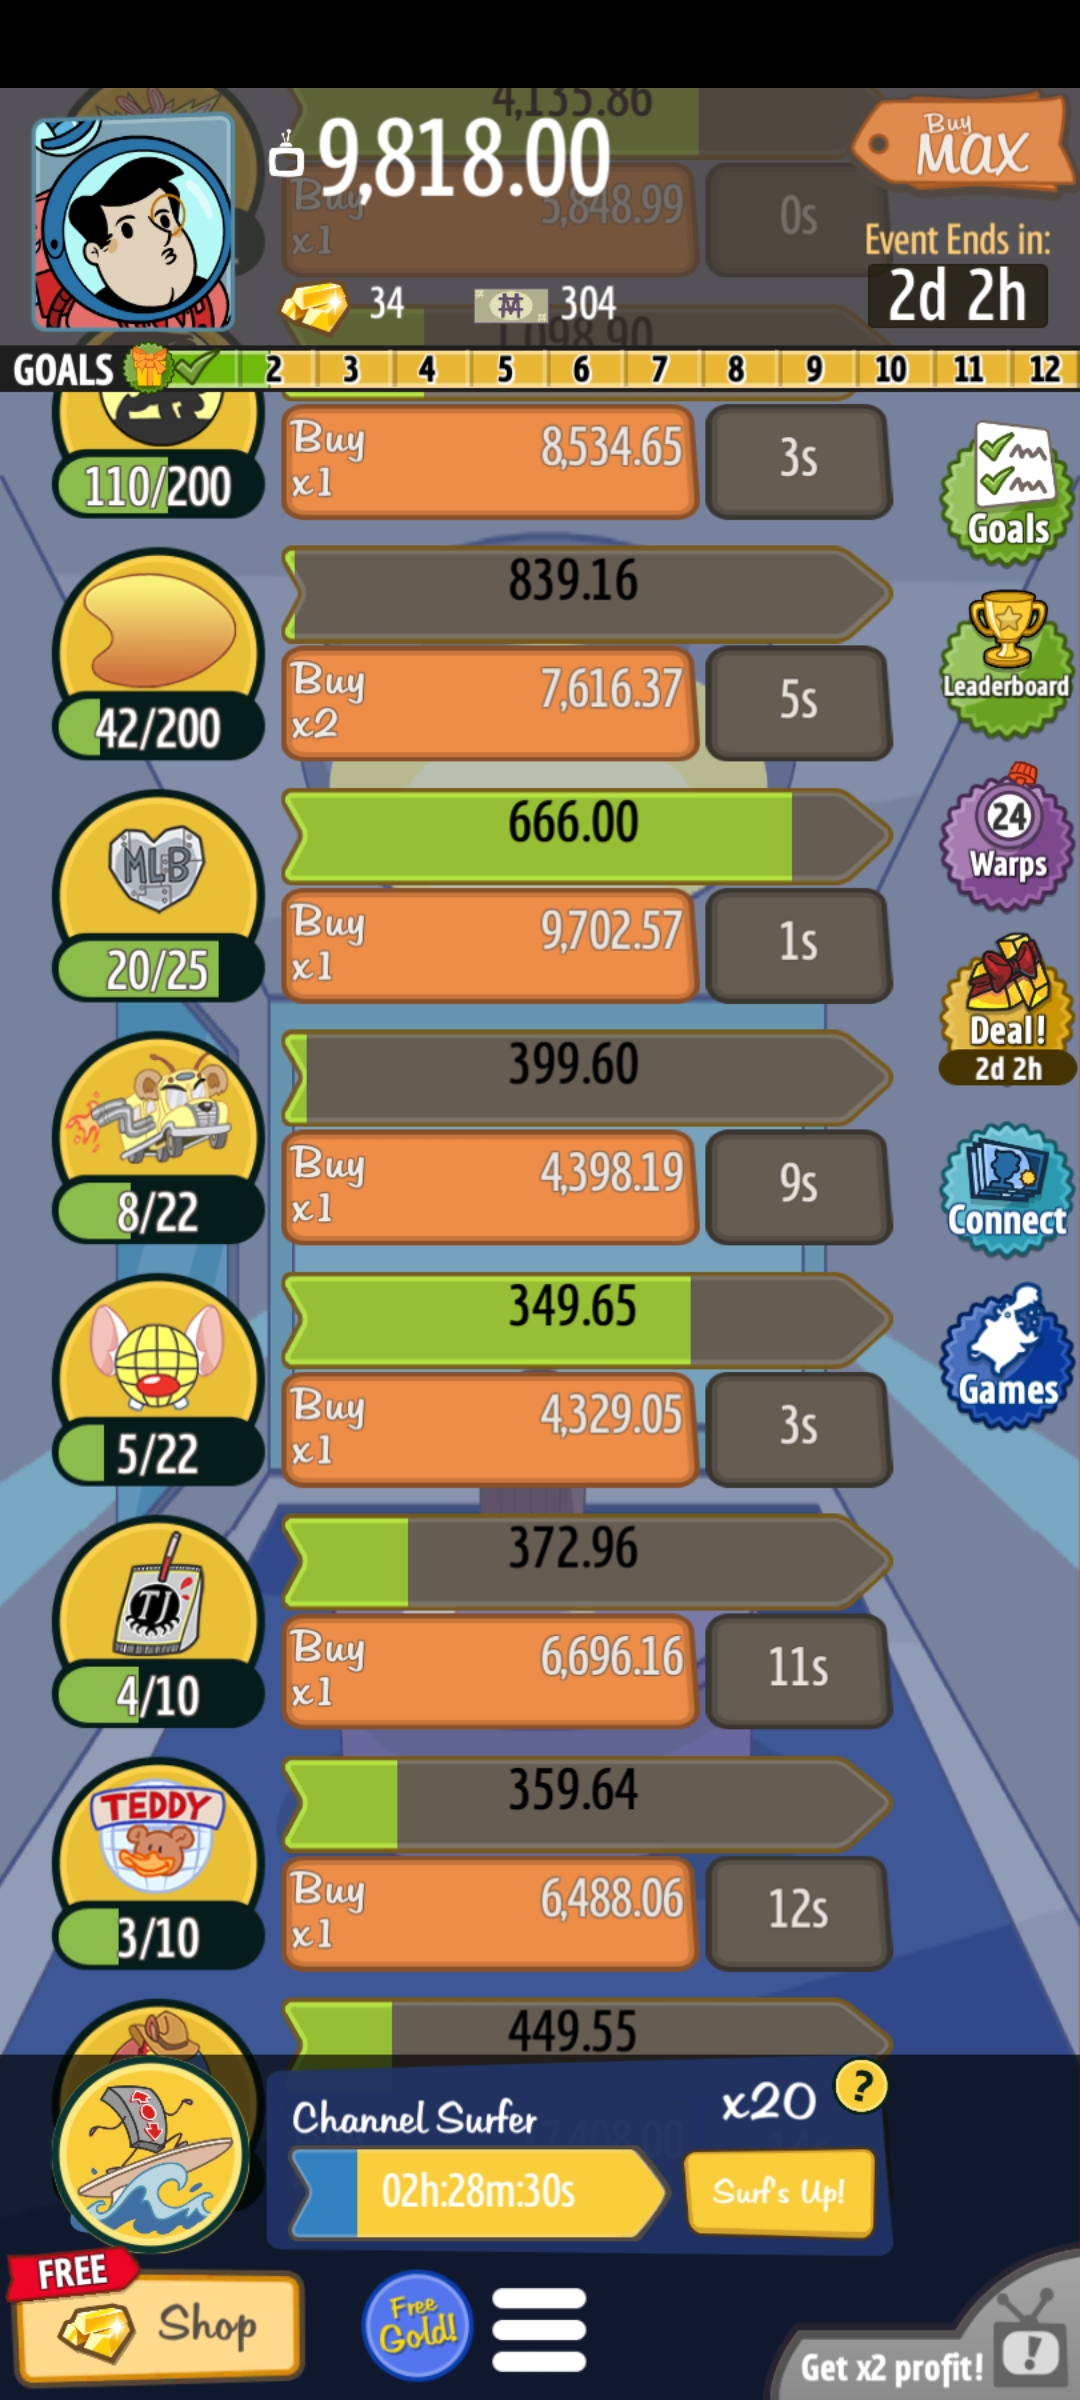 4,135.86
9,818.00
Buy
MAX
Buy
x1
5,848.99
0s
Event Ends in:
2d 2h
34
304
1,098.90
GOALS 2 3 4 5 6 7 8 9 10 11 12
110/200
Buy
x1
8,534.65
3s
Goals
839.16
42/200
Buy
x2
7,616.37
5s
Leaderboard
666.00
MLB
20/25
Buy
x1
9,702.57
1s
24
Warps
399.60
8/22
Buy
x1
4,398.19
9s
Deal!
2d 2h
Connect
349.65
5/22
Buy
x1
4,329.05
3s
Games
372.96
TJ
4/10
Buy
x1
6,696.16
11s
359.64
TEDDY
3/10
Buy
x1
6,488.06
12s
449.55
Channel Surfer
x20
?
7,408.00
02h:28m:30s
Surf's Up!
FREE
Shop
Free
Gold!
Get x2 profit!